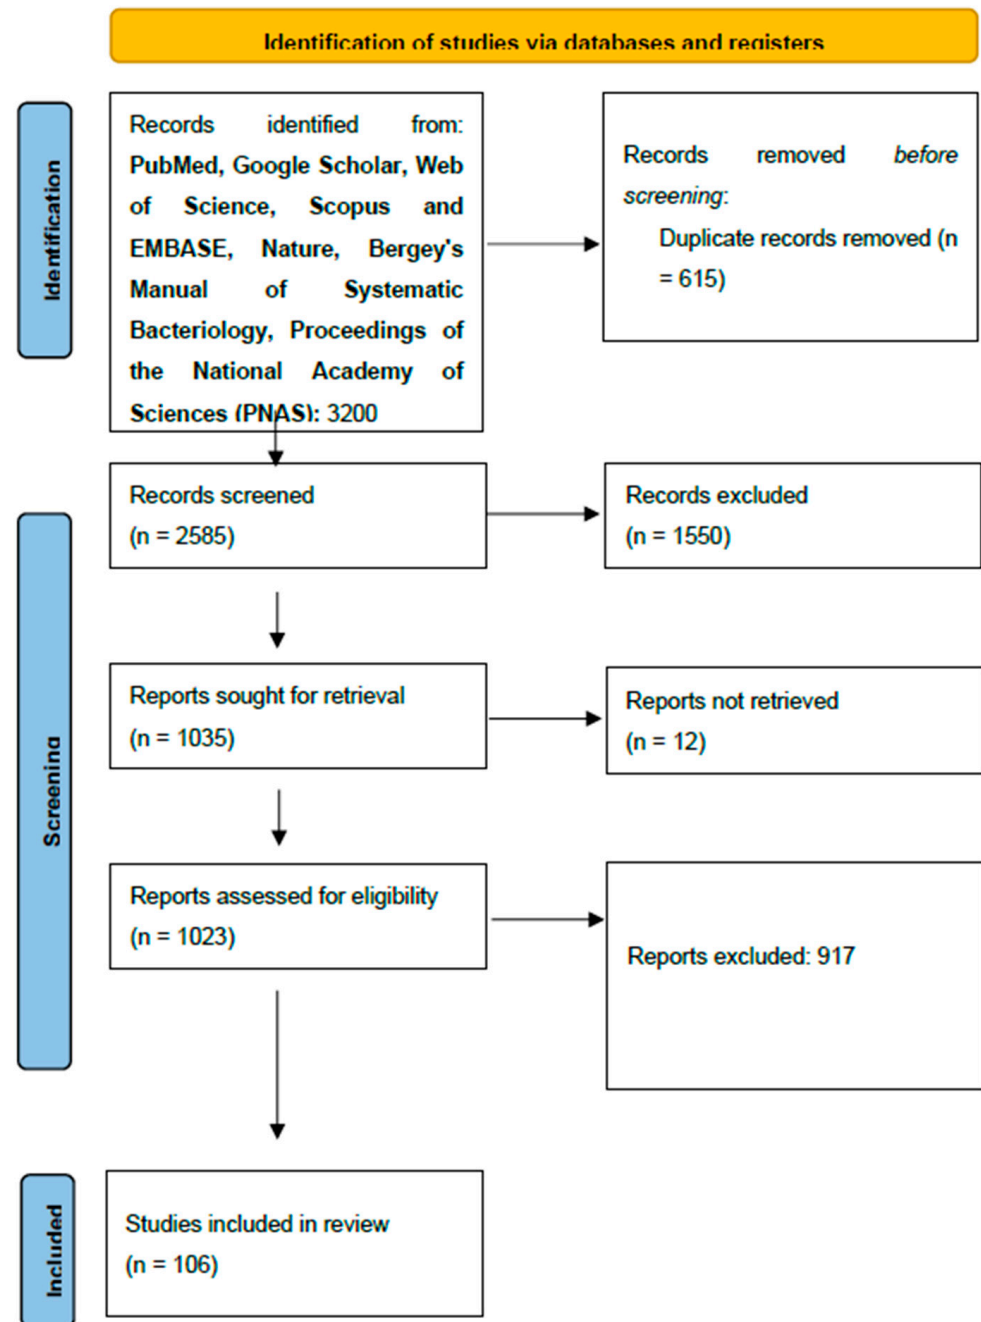 Identification of studies via databases and registers
Identification
Records identified from:
PubMed, Google Scholar, Web
of Science, Scopus and
EMBASE, Nature, Bergey's
Manual of Systematic
Bacteriology, Proceedings of
the National Academy of
Sciences (PNAS): 3200
Records removed before
screening:
Duplicate records removed (n
= 615)
Screening
Records screened
(n = 2585)
Records excluded
(n = 1550)
Reports sought for retrieval
(n = 1035)
Reports not retrieved
(n = 12)
Reports assessed for eligibility
(n = 1023)
Reports excluded: 917
Included
Studies included in review
(n = 106)